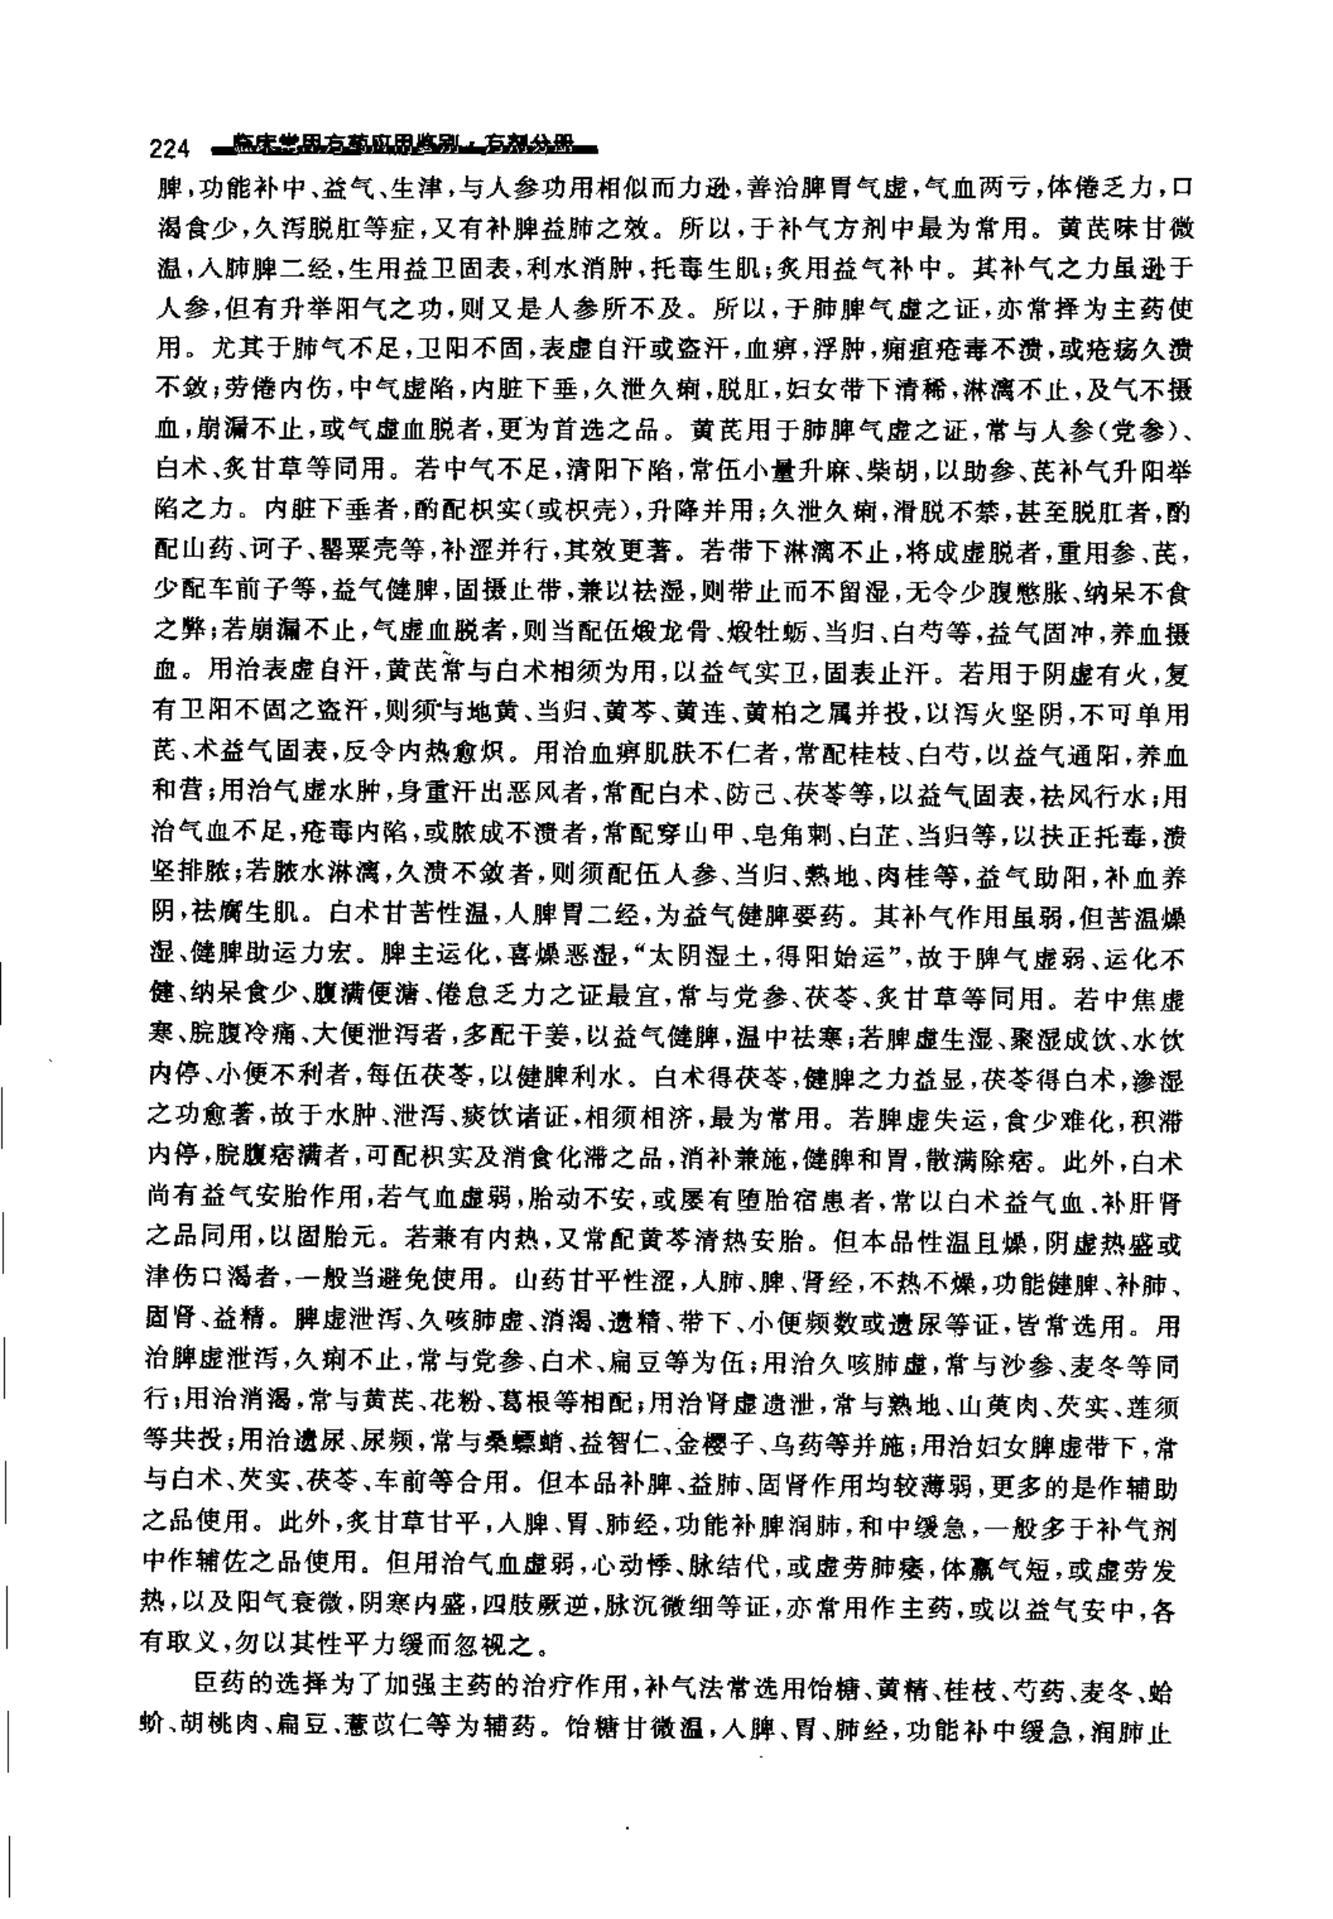 224 临床常用方药应用鉴别·方剂分册
脾,功能补中、益气、生津,与人参功用相似而力逊,善治脾胃气虚,气血两亏,体倦乏力,口
渴食少,久泻脱肛等症,又有补脾益肺之效。所以,于补气方剂中最为常用。黄芪味甘微
温,入肺脾二经,生用益卫固表,利水消肿,托毒生肌;炙用益气补中。其补气之力虽逊于
人参,但有升举阳气之功,则又是人参所不及。所以,于肺脾气虚之证,亦常择为主药使
用。尤其于肺气不足,卫阳不固,表虚自汗或盗汗,血痹,浮肿,痈疽疮毒不溃,或疮疡久溃
不敛;劳倦内伤,中气虚陷,内脏下垂,久泄久痢,脱肛,妇女带下清稀,淋漓不止,及气不摄
血,崩漏不止,或气虚血脱者,更为首选之品。黄芪用于肺脾气虚之证,常与人参(党参)、
白术、炙甘草等同用。若中气不足,清阳下陷,常伍小量升麻、柴胡,以助参、芪补气升阳举
陷之力。内脏下垂者,酌配枳实(或枳壳),升降并用;久泄久痢,滑脱不禁,甚至脱肛者,酌
配山药、诃子、罂粟壳等,补涩并行,其效更著。若带下淋漓不止,将成虚脱者,重用参、芪,
少配车前子等,益气健脾,固摄止带,兼以祛湿,则带止而不留湿,无令少腹憋胀、纳呆不食
之弊;若崩漏不止,气虚血脱者,则当配伍煅龙骨、煅牡蛎、当归、白芍等,益气固冲,养血摄
血。用治表虚自汗,黄芪常与白术相须为用,以益气实卫,固表止汗。若用于阴虚有火,复
有卫阳不固之盗汗,则须与地黄、当归、黄芩、黄连、黄柏之属并投,以泻火坚阴,不可单用
芪、术益气固表,反令内热愈炽。用治血痹肌肤不仁者,常配桂枝、白芍,以益气通阳,养血
和营;用治气虚水肿,身重汗出恶风者,常配白术、防己、茯苓等,以益气固表,祛风行水;用
治气血不足,疮毒内陷,或脓成不溃者,常配穿山甲、皂角刺、白芷、当归等,以扶正托毒,溃
坚排脓;若脓水淋漓,久溃不敛者,则须配伍人参、当归、熟地、肉桂等,益气助阳,补血养
阴,祛腐生肌。白术甘苦性温,入脾胃二经,为益气健脾要药。其补气作用虽弱,但苦温燥
湿、健脾助运力宏。脾主运化,喜燥恶湿,“太阴湿土,得阳始运”,故于脾气虚弱、运化不
健、纳呆食少、腹满便溏、倦怠乏力之证最宜,常与党参、茯苓、炙甘草等同用。若中焦虚
寒、脘腹冷痛、大便泄泻者,多配干姜,以益气健脾,温中祛寒;若脾虚生湿、聚湿成饮、水饮
内停、小便不利者,每伍茯苓,以健脾利水。白术得茯苓,健脾之力益显,茯苓得白术,渗湿
之功愈著,故于水肿、泄泻、痰饮诸证,相须相济,最为常用。若脾虚失运,食少难化,积滞
内停,脘腹痞满者,可配枳实及消食化滞之品,消补兼施,健脾和胃,散满除痞。此外,白术
尚有益气安胎作用,若气血虚弱,胎动不安,或屡有堕胎宿患者,常以白术益气血、补肝肾
之品同用,以固胎元。若兼有内热,又常配黄芩清热安胎。但本品性温且燥,阴虚热盛或
津伤口渴者,一般当避免使用。山药甘平性涩,入肺、脾、肾经,不热不燥,功能健脾、补肺、
固肾、益精。脾虚泄泻、久咳肺虚、消渴、遗精、带下、小便频数或遗尿等证,皆常选用。用
治脾虚泄泻,久痢不止,常与党参、白术、扁豆等为伍;用治久咳肺虚,常与沙参、麦冬等同
行;用治消渴,常与黄芪、花粉、葛根等相配;用治肾虚遗泄,常与熟地、山萸肉、芡实、莲须
等共投;用治遗尿、尿频,常与桑螵蛸、益智仁、金樱子、乌药等并施;用治妇女脾虚带下,常
与白术、芡实、茯苓、车前等合用。但本品补脾、益肺、固肾作用均较薄弱,更多的是作辅助
之品使用。此外,炙甘草甘平,入脾、胃、肺经,功能补脾润肺,和中缓急,一般多于补气剂
中作辅佐之品使用。但用治气血虚弱,心动悸、脉结代,或虚劳肺痿,体羸气短,或虚劳发
热,以及阳气衰微,阴寒内盛,四肢厥逆,脉沉微细等证,亦常用作主药,或以益气安中,各
有取义,勿以其性平力缓而忽视之。
臣药的选择为了加强主药的治疗作用,补气法常选用饴糖、黄精、桂枝、芍药、麦冬、蛤
蚧、胡桃肉、扁豆、薏苡仁等为辅药。饴糖甘微温,入脾、胃、肺经,功能补中缓急,润肺止